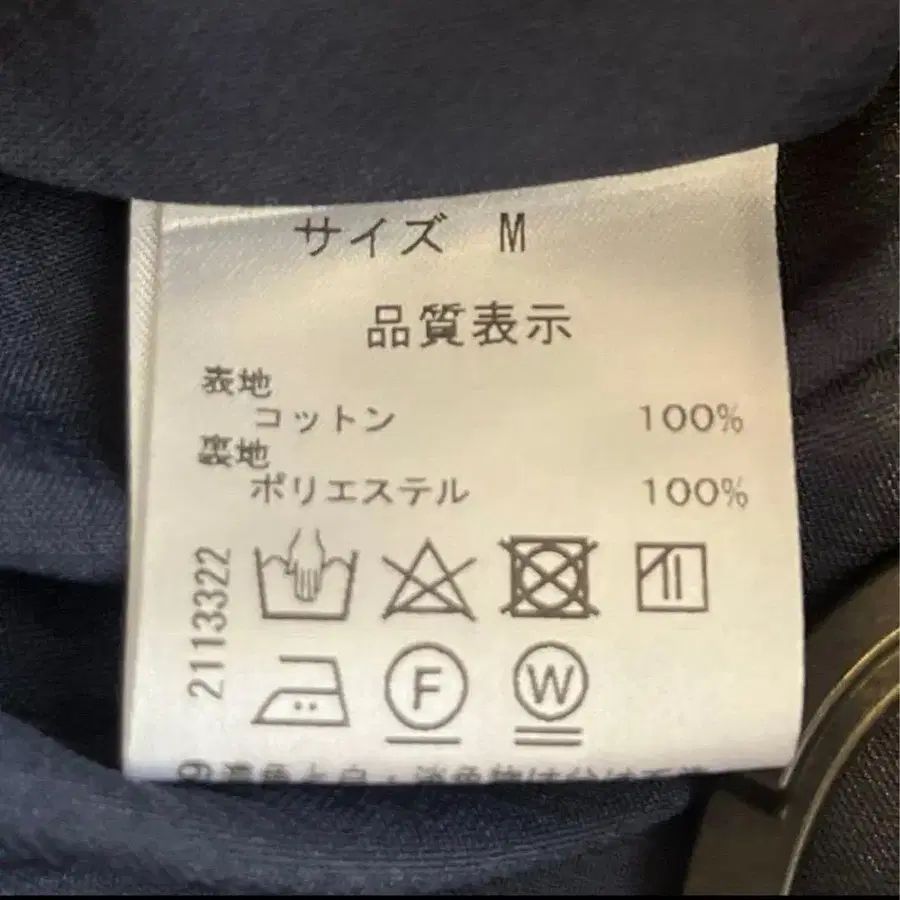 サイズ M
品質表示
表地
コットン 100%
裏地
ポリエステル 100%
2113322
F
W